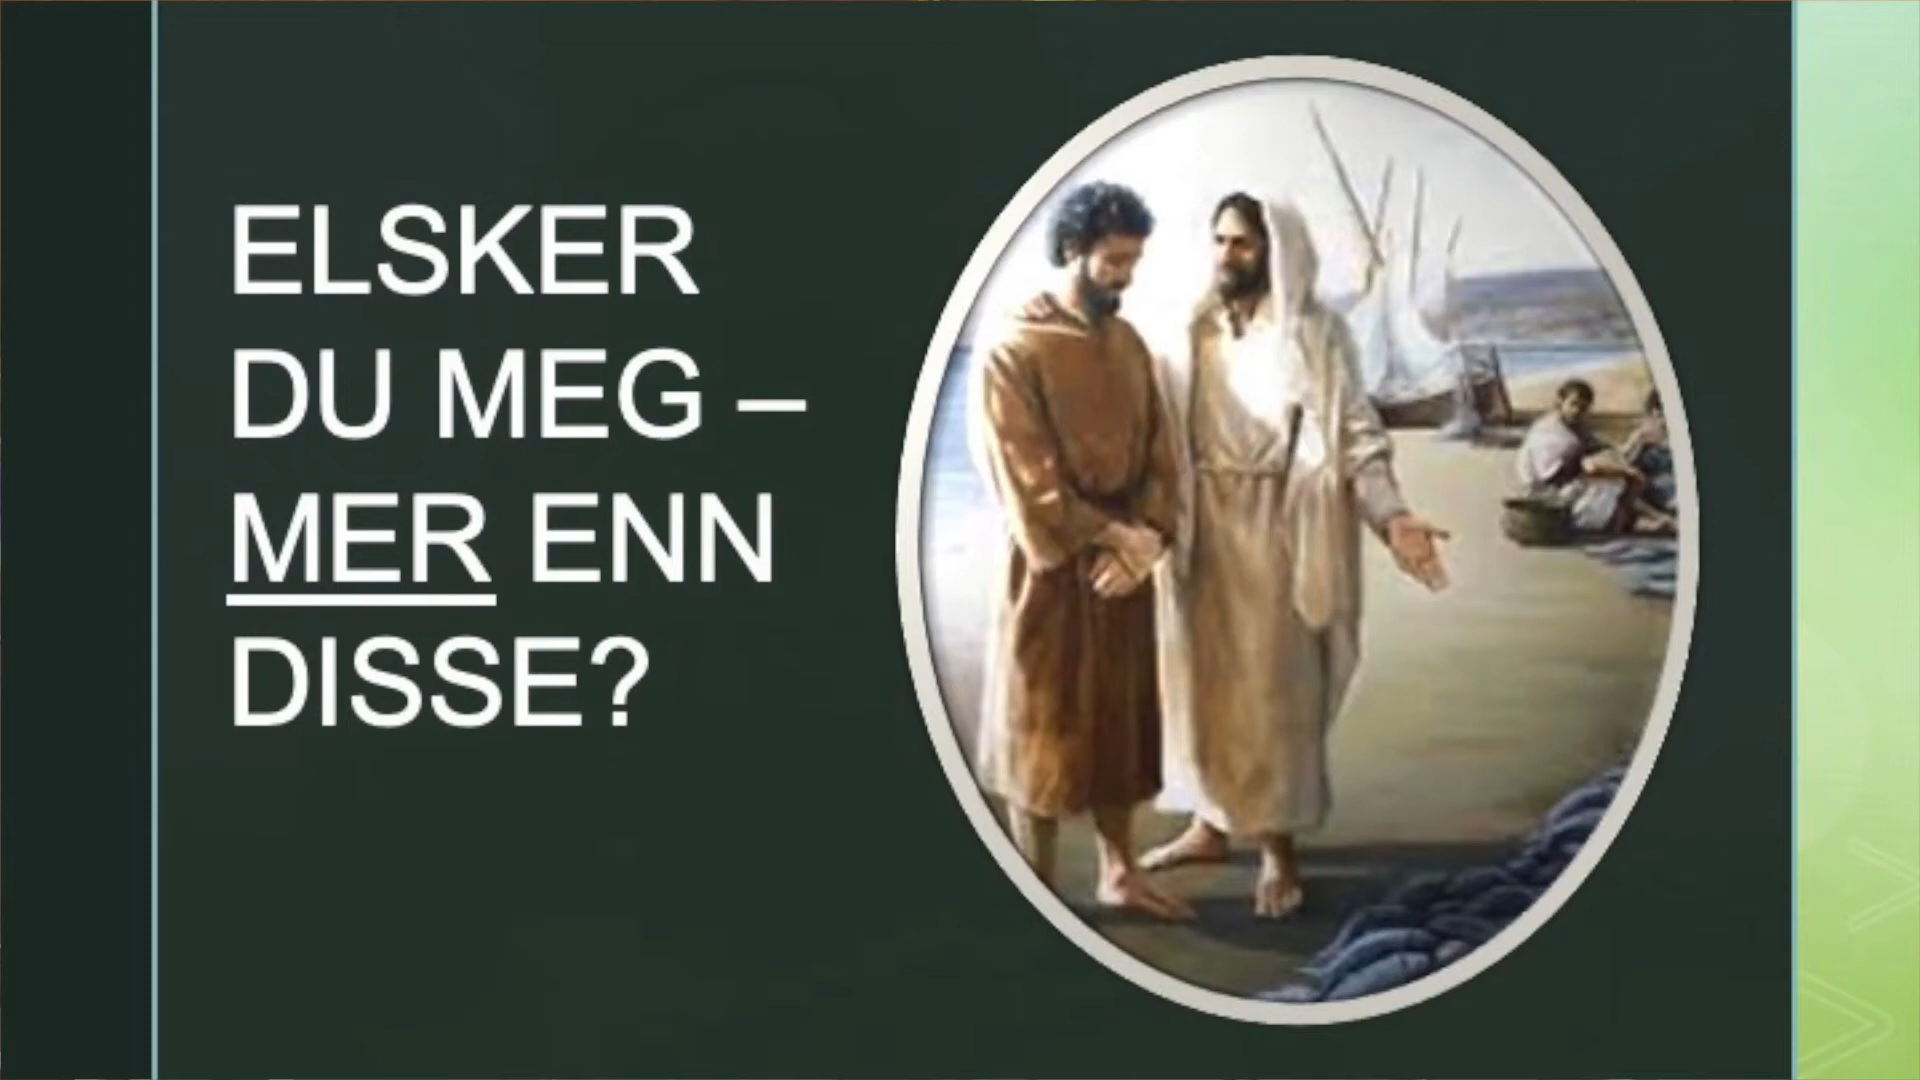 ELSKER
DU MEG –
MER ENN
DISSE?